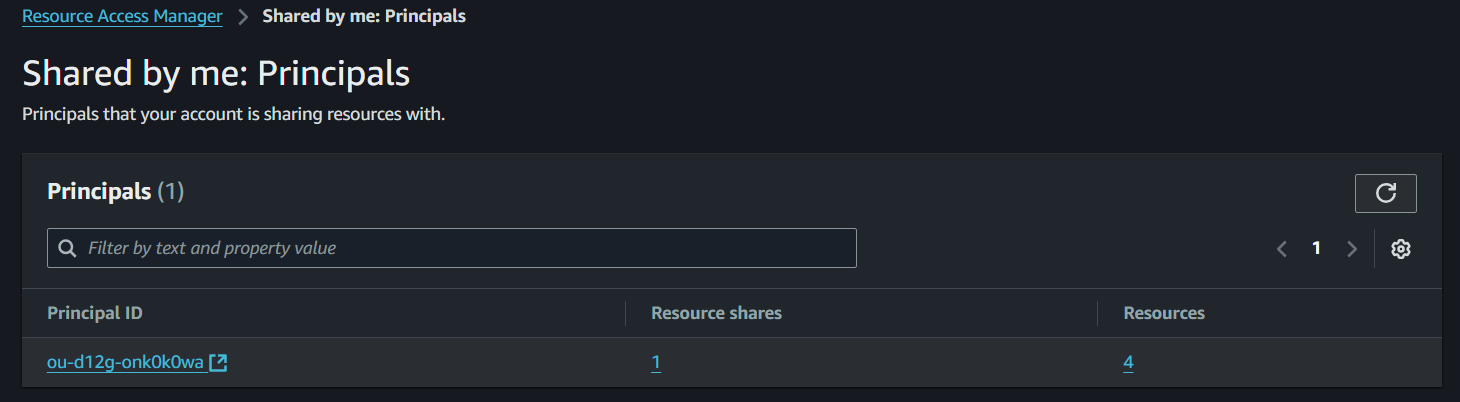 Resource Access Manager > Shared by me: Principals
Shared by me: Principals
Principals that your account is sharing resources with.
Principals (1)
Filter by text and property value
1
Principal ID Resource shares Resources
ou-d12g-onk0k0wa 1 4